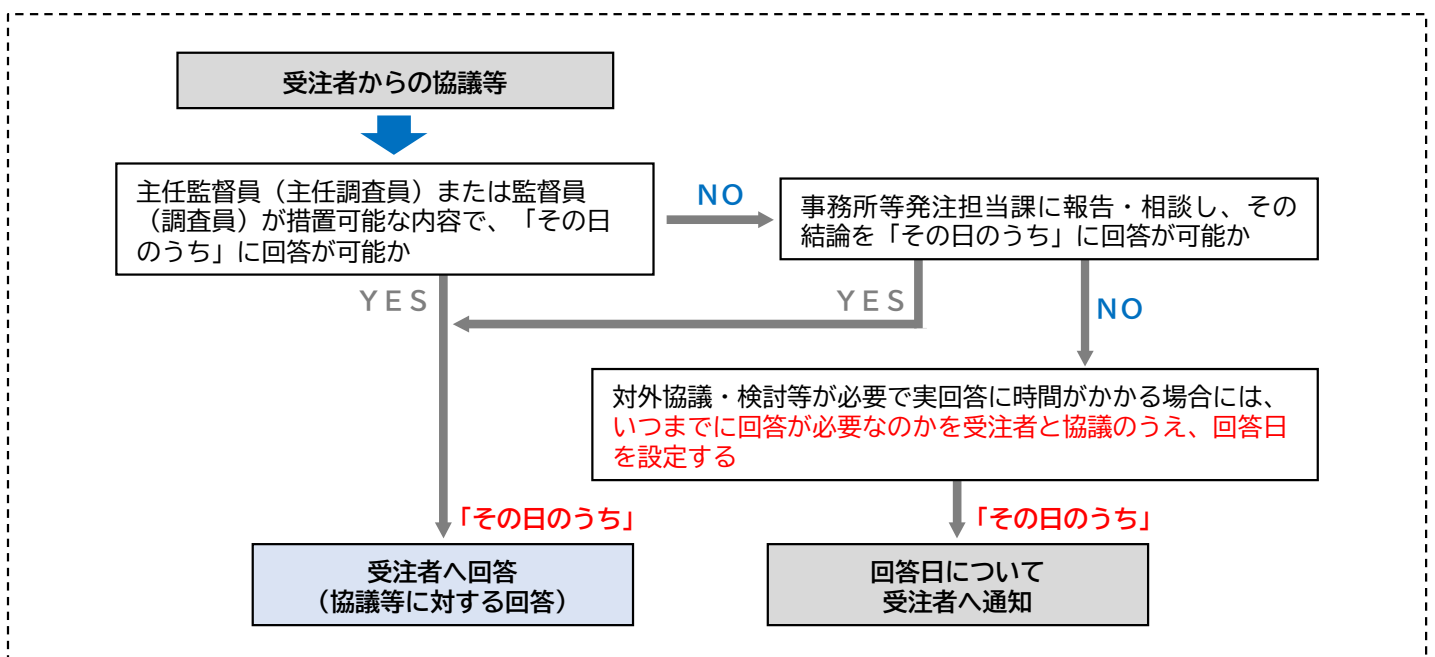 受注者からの協議等
主任監督員（主任調査員）または監督員
（調査員）が措置可能な内容で、「その日
のうち」に回答が可能か
ＮＯ
事務所等発注担当課に報告・相談し、その
結論を「その日のうち」に回答が可能か
ＹＥＳ
ＹＥＳ
ＮＯ
対外協議・検討等が必要で実回答に時間がかかる場合には、
いつまでに回答が必要なのかを受注者と協議のうえ、回答日
を設定する
「その日のうち」
「その日のうち」
受注者へ回答
（協議等に対する回答）
回答日について
受注者へ通知